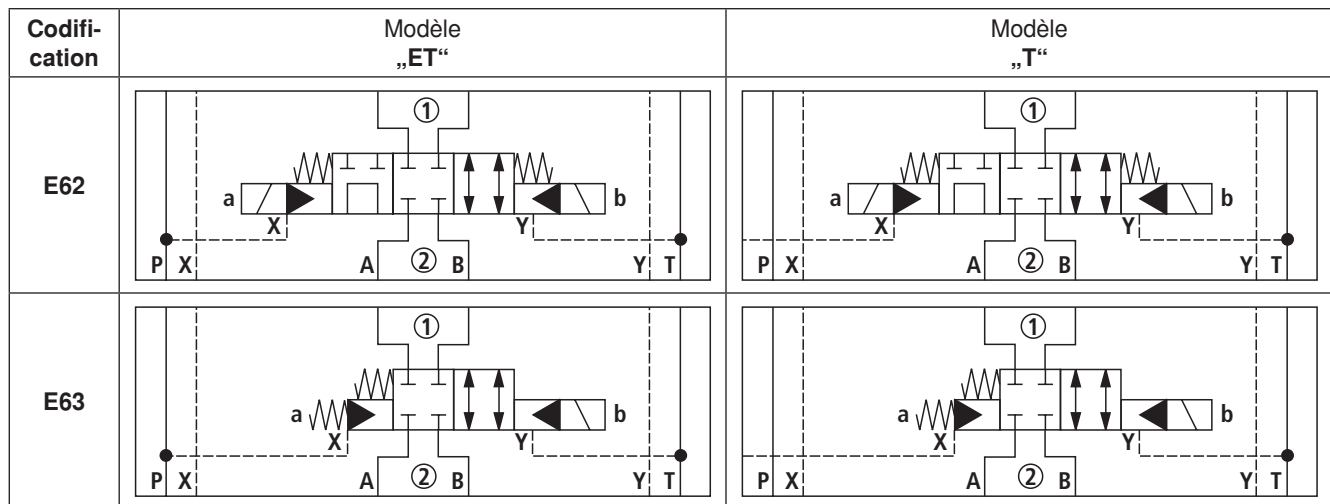 Codifi-
cation
Modèle
„ET“
Modèle
„T“
E62
①
a
b
X
Y
P X A ② B Y T
①
a
b
X
Y
P X A ② B Y T
E63
①
a
b
X
Y
P X A ② B Y T
①
a
b
X
Y
P X A ② B Y T